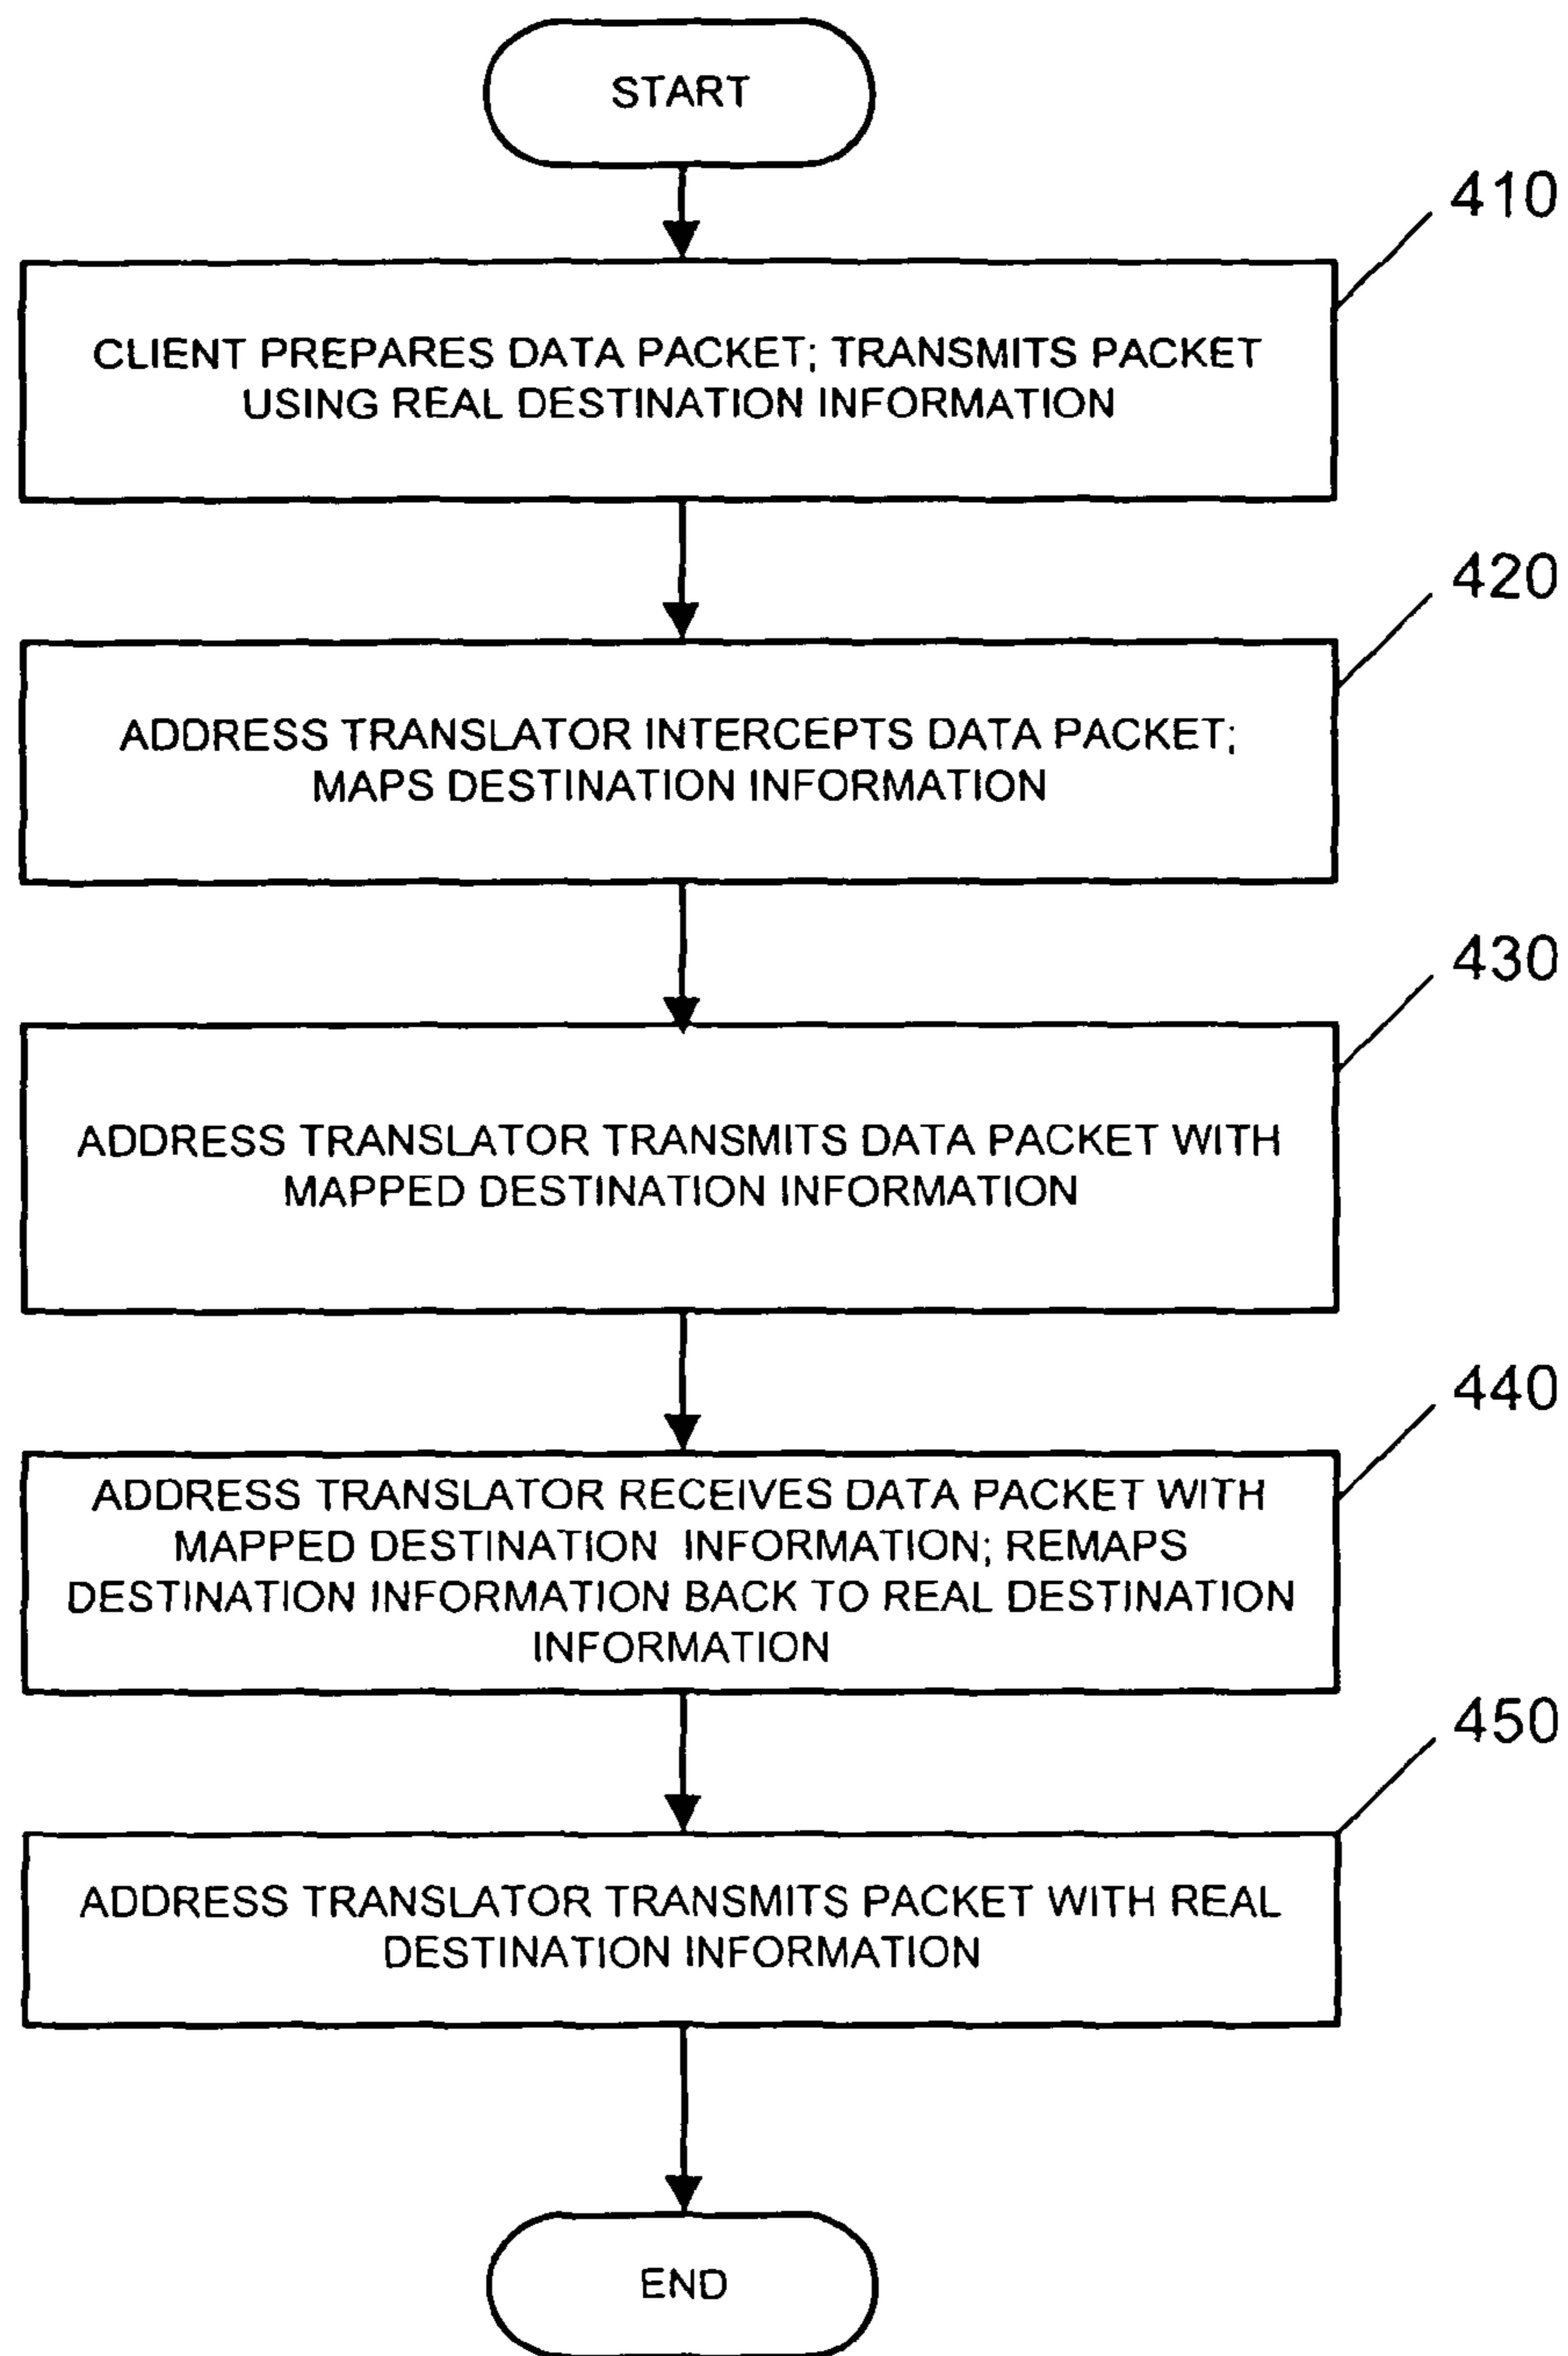 START
410
CLIENT PREPARES DATA PACKET; TRANSMITS PACKET
USING REAL DESTINATION INFORMATION
420
ADDRESS TRANSLATOR INTERCEPTS DATA PACKET;
MAPS DESTINATION INFORMATION
430
ADDRESS TRANSLATOR TRANSMITS DATA PACKET WITH
MAPPED DESTINATION INFORMATION
440
ADDRESS TRANSLATOR RECEIVES DATA PACKET WITH
MAPPED DESTINATION INFORMATION; REMAPS
DESTINATION INFORMATION BACK TO REAL DESTINATION
INFORMATION
450
ADDRESS TRANSLATOR TRANSMITS PACKET WITH REAL
DESTINATION INFORMATION
END